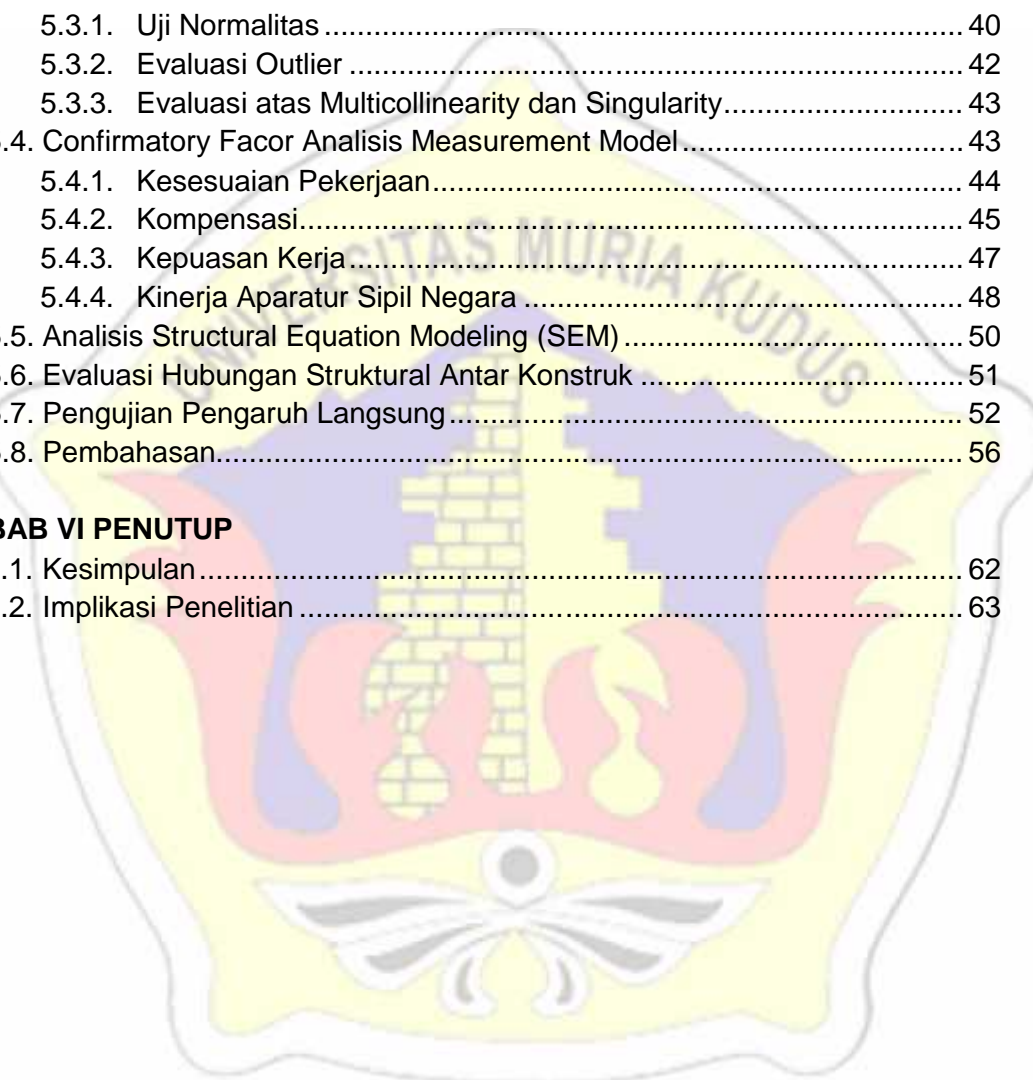 5.3.1. Uji Normalitas ........................................................................ 40
5.3.2. Evaluasi Outlier ..................................................................... 42
5.3.3. Evaluasi atas Multicollinearity dan Singularity............................. 43
.4. Confirmatory Facor Analisis Measurement Model.................................. 43
5.4.1. Kesesuaian Pekerjaan................................................................ 44
5.4.2. Kompensasi................................................................................ 45
5.4.3. Kepuasan Kerja........................................................................... 47
5.4.4. Kinerja Aparatur Sipil Negara ..................................................... 48
.5. Analisis Structural Equation Modeling (SEM) ......................................... 50
.6. Evaluasi Hubungan Struktural Antar Konstruk ....................................... 51
.7. Pengujian Pengaruh Langsung............................................................... 52
.8. Pembahasan........................................................................................... 56
BAB VI PENUTUP
.1. Kesimpulan............................................................................................. 62
.2. Implikasi Penelitian ................................................................................ 63
UNIVERSITAS MURIA KUDUS